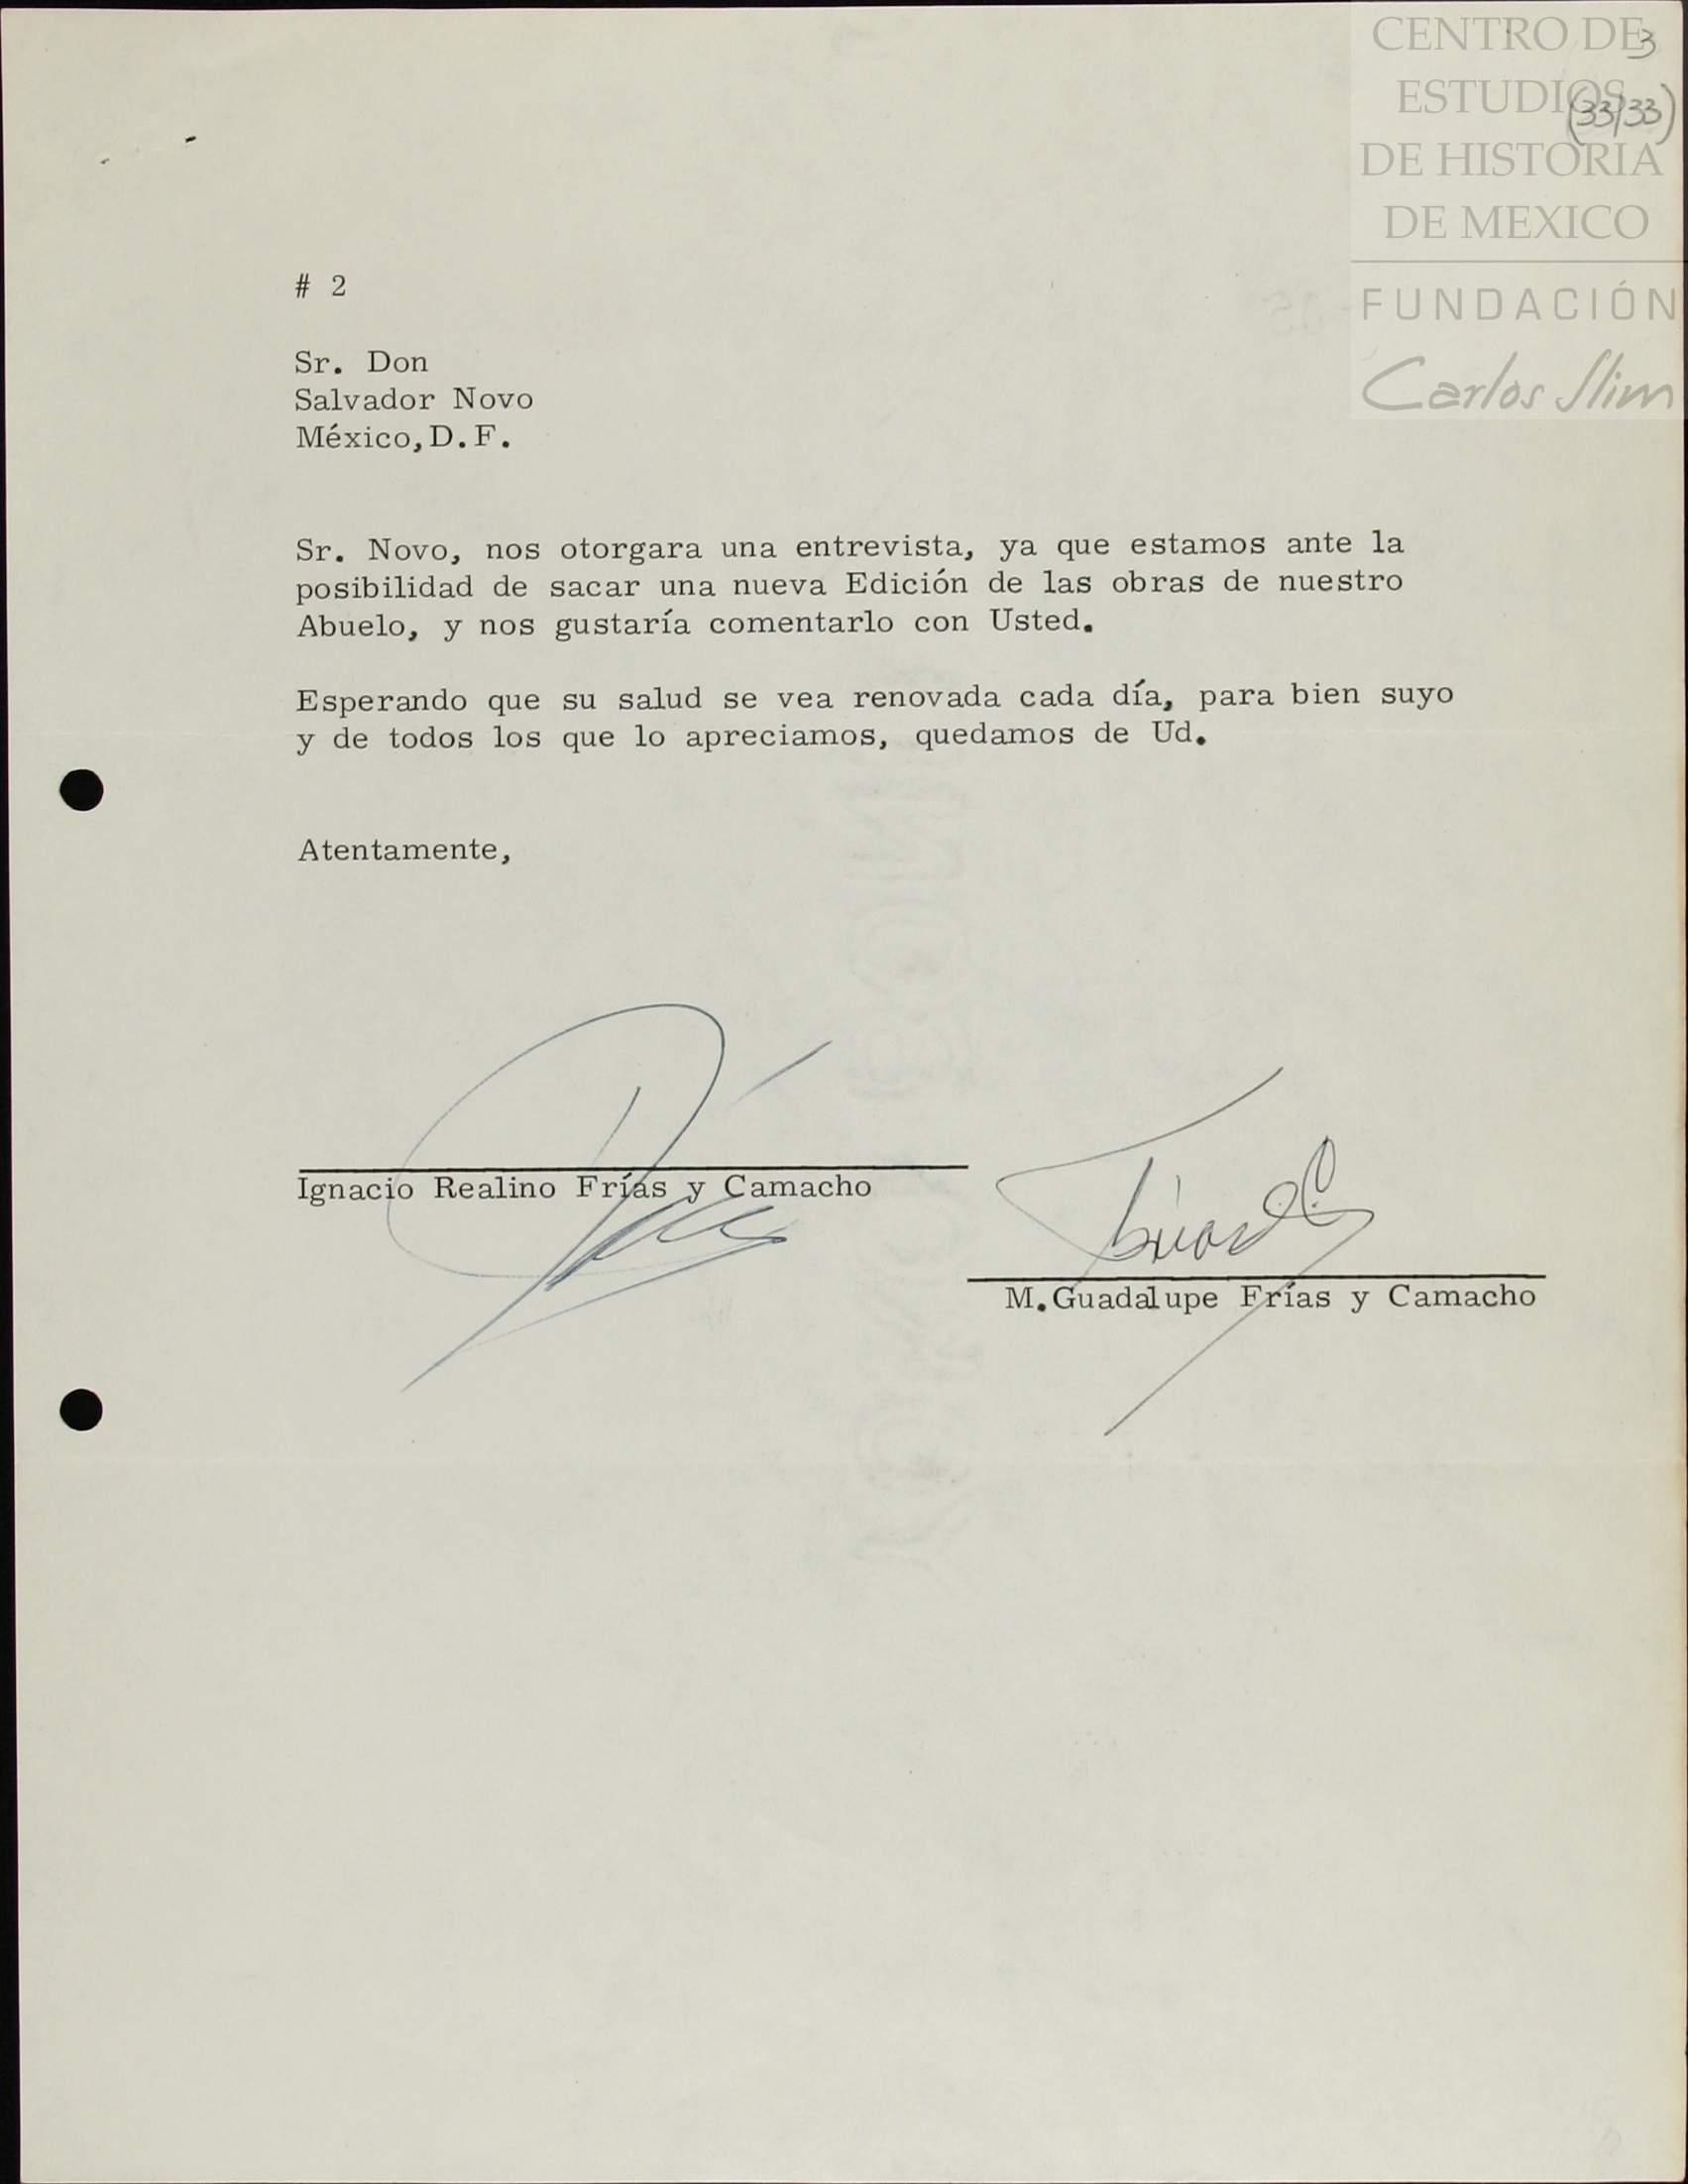 CENTRO DE
ESTUDIOS
DE HISTORIA
DE MEXICO
FUNDACIÓN
Carlos Slim
3
(33/33)
# 2
Sr. Don
Salvador Novo
México,D.F.
Sr. Novo, nos otorgara una entrevista, ya que estamos ante la
posibilidad de sacar una nueva Edición de las obras de nuestro
Abuelo, y nos gustaría comentarlo con Usted.
Esperando que su salud se vea renovada cada día, para bien suyo
y de todos los que lo apreciamos, quedamos de Ud.
Atentamente,
Ignacio Realino Frías y Camacho
M.Guadalupe Frías y Camacho